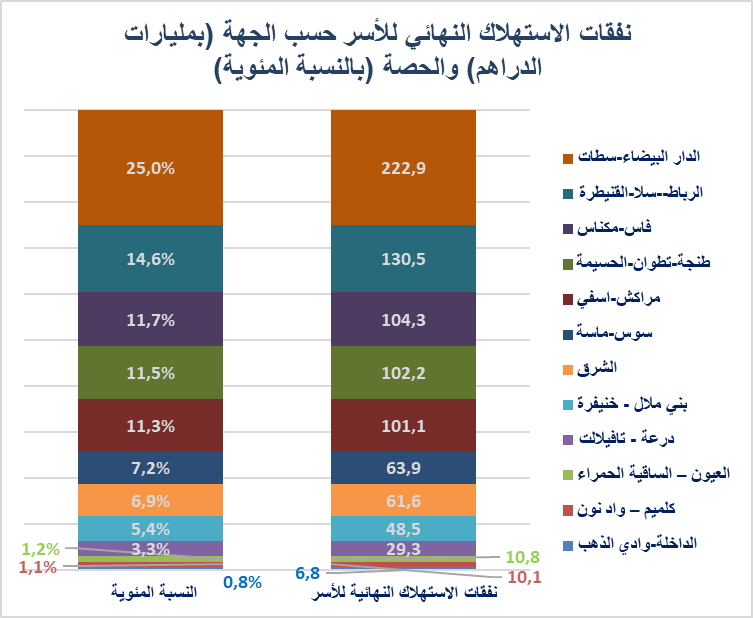 نفقات الاستهلاك النهائي للأسر حسب الجهة (بمليارات
الدراهم) والحصة (بالنسبة المئوية)
25,0%
222,9
14,6%
130,5
11,7%
104,3
11,5%
102,2
11,3%
101,1
7,2%
63,9
6,9%
61,6
5,4%
48,5
3,3%
29,3
1,2%
10,8
1,1%
10,1
0,8%
6,8
النسبة المئوية
نفقات الاستهلاك النهائية للأسر
الدار البيضاء-سطات
الرباط--سلا-القنيطرة
فاس-مكناس
طنجة-تطوان-الحسيمة
مراكش-اسفي
سوس-ماسة
الشرق
بني ملال - خنيفرة
درعة - تافيلالت
العيون – الساقية الحمراء
كلميم – واد نون
الداخلة-وادي الذهب